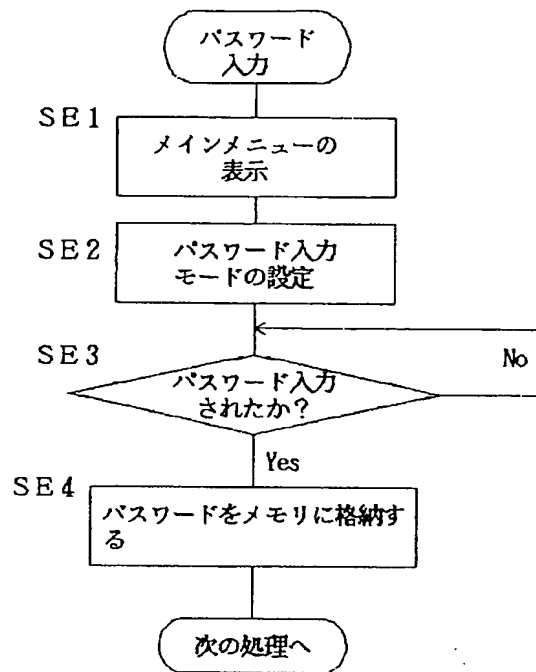 パスワード
入力
SE1
メインメニューの
表示
SE2
パスワード入力
モードの設定
SE3
パスワード入力
されたか？
No
Yes
SE4
パスワードをメモリに格納す
る
次の処理へ